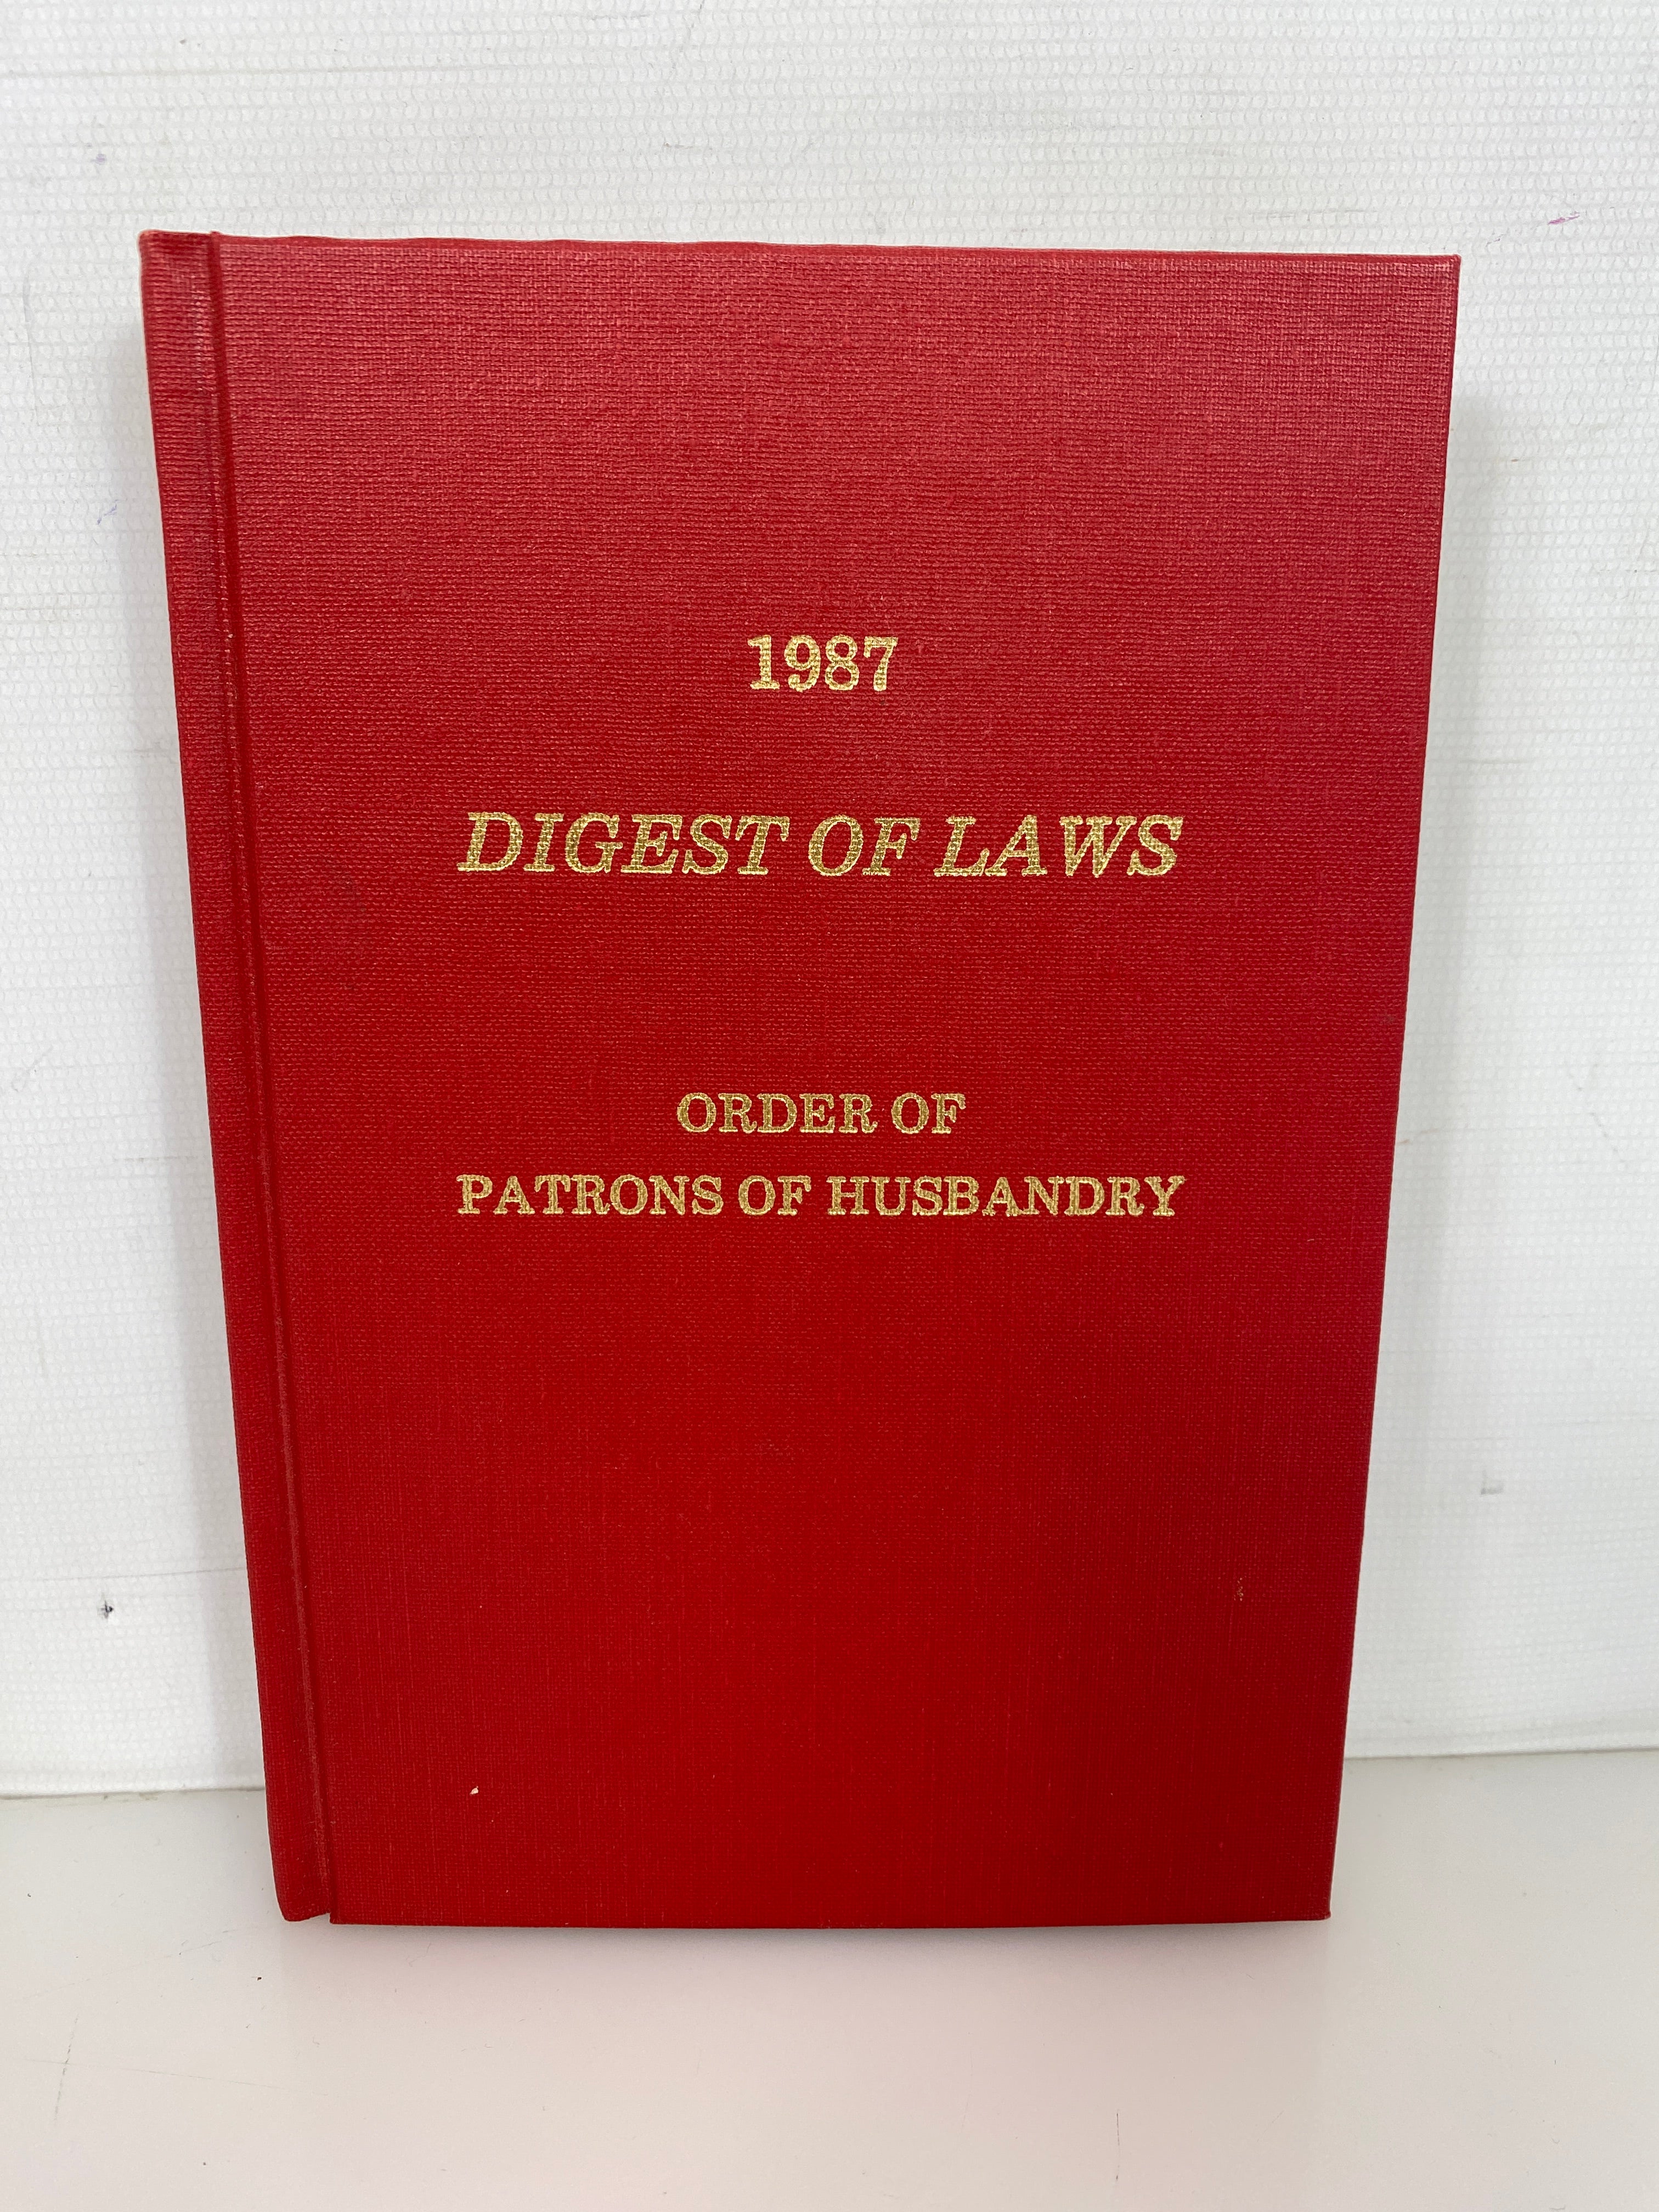 1987
DIGEST OF LAWS
ORDER OF
PATRONS OF HUSBANDRY